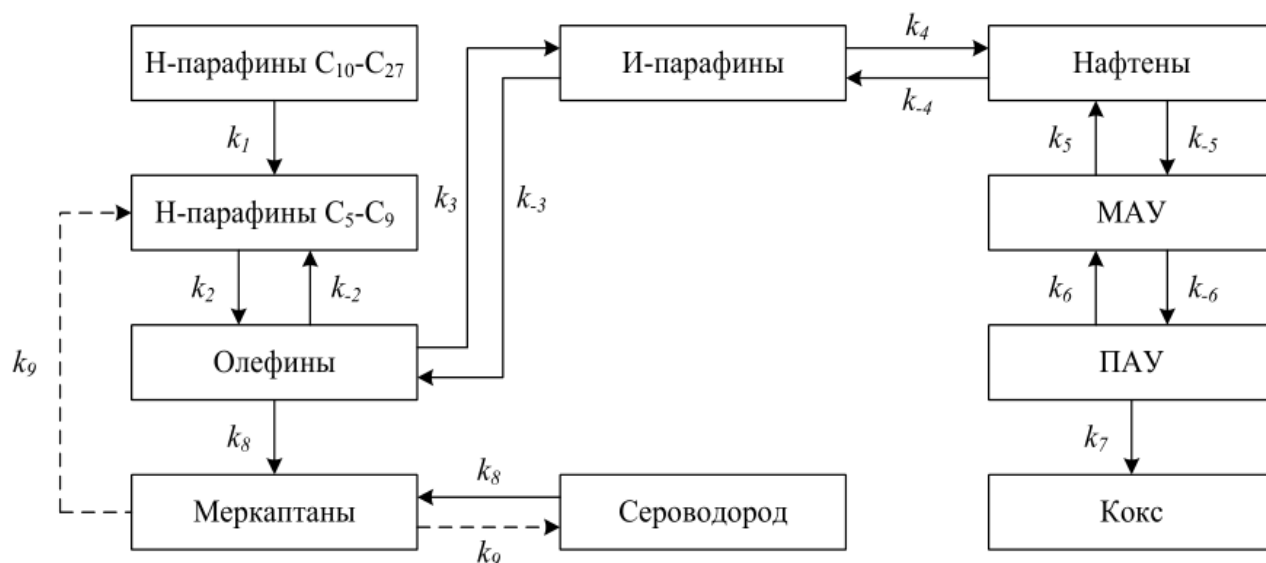 Н-парафины C10-C27
И-парафины
Нафтены
k4
k-4
k1
k5
k-5
Н-парафины C5-C9
МАУ
k3
k-3
k2
k-2
k6
k-6
Олефины
ПАУ
k9
k8
k7
Меркаптаны
k8
Сероводород
Кокс
k9